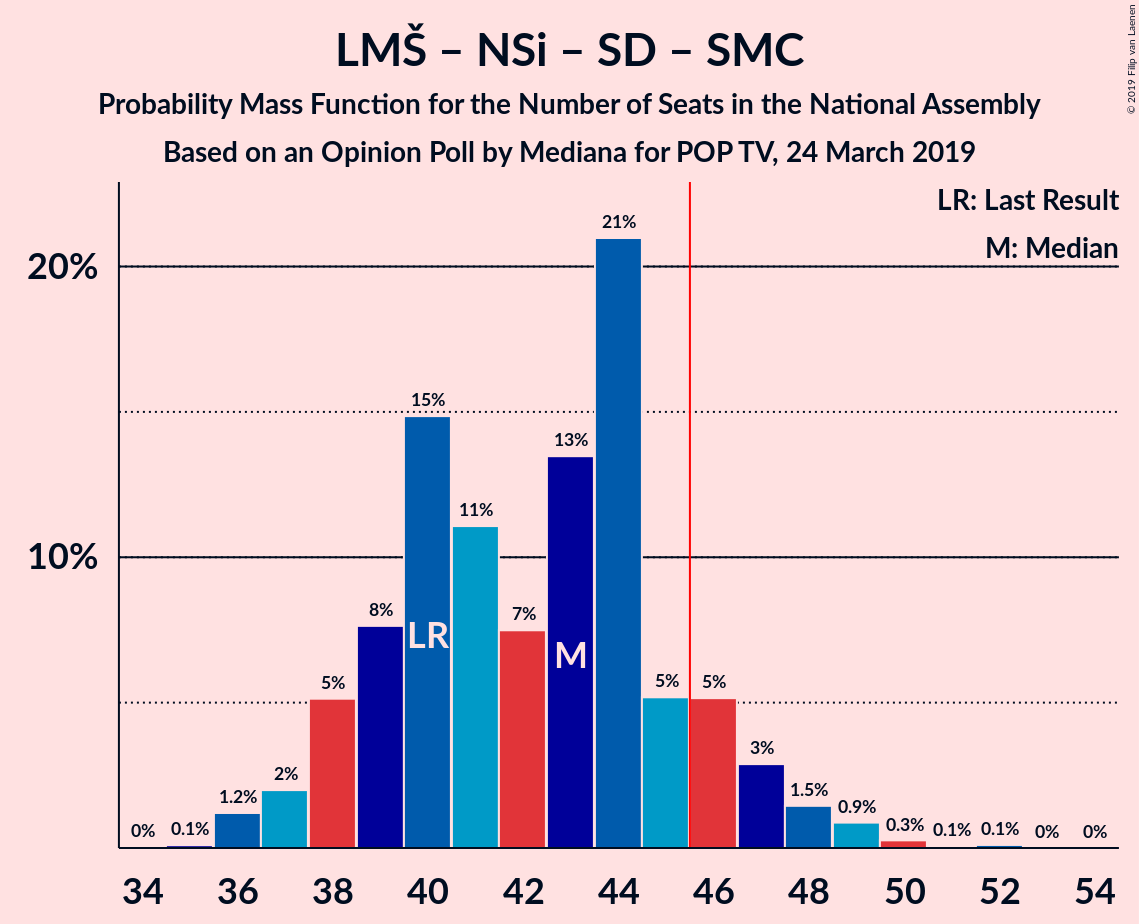 LMŠ – NSi – SD – SMC
Probability Mass Function for the Number of Seats in the National Assembly
Based on an Opinion Poll by Mediana for POP TV, 24 March 2019
© 2019 Filip van Laenen
LR: Last Result
M: Median
20%
10%
0%
0.1%
1.2%
2%
5%
8%
15%
11%
7%
13%
21%
5%
5%
3%
1.5%
0.9%
0.3%
0.1%
0.1%
0%
0%
LR
M
34 36 38 40 42 44 46 48 50 52 54